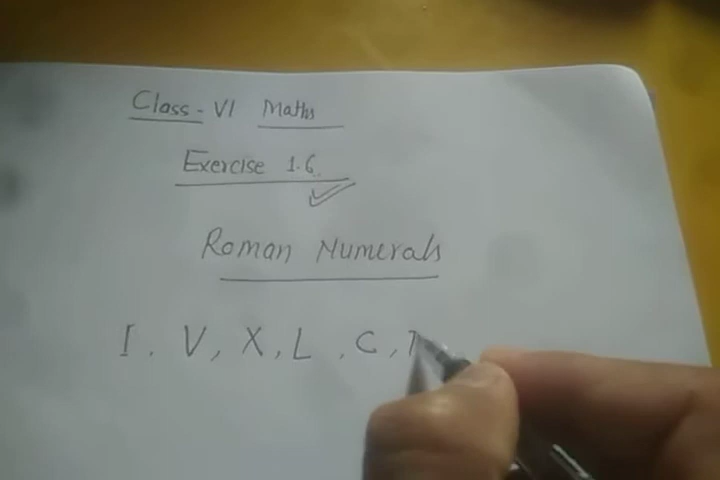 Class - VI Maths
Exercise 1.6
Roman Numerals
I, V, X, L, C,